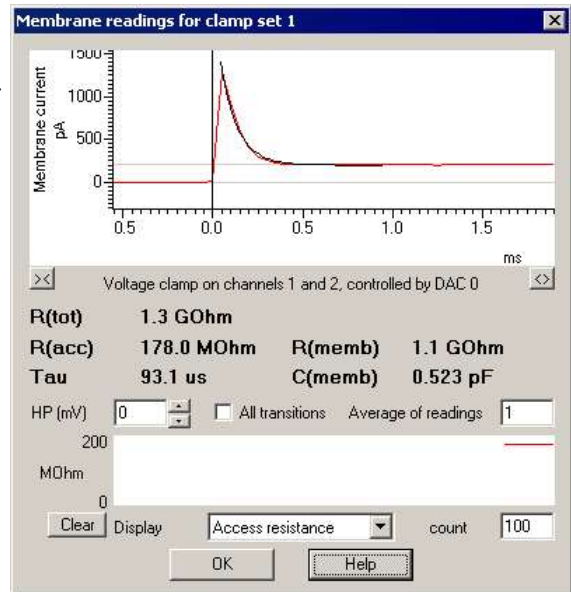 Membrane readings for clamp set 1
1500
1000
500
0
Membrane current
pA
0.5 0.0 0.5 1.0 1.5
ms
>< Voltage clamp on channels 1 and 2, controlled by DAC 0 <>
R(tot) 1.3 GOhm
R(acc) 178.0 MOhm R(memb) 1.1 GOhm
Tau 93.1 us C(memb) 0.523 pF
HP (mV) 0 All transitions Average of readings 1
200
MOhm
0
Clear Display Access resistance count 100
OK Help